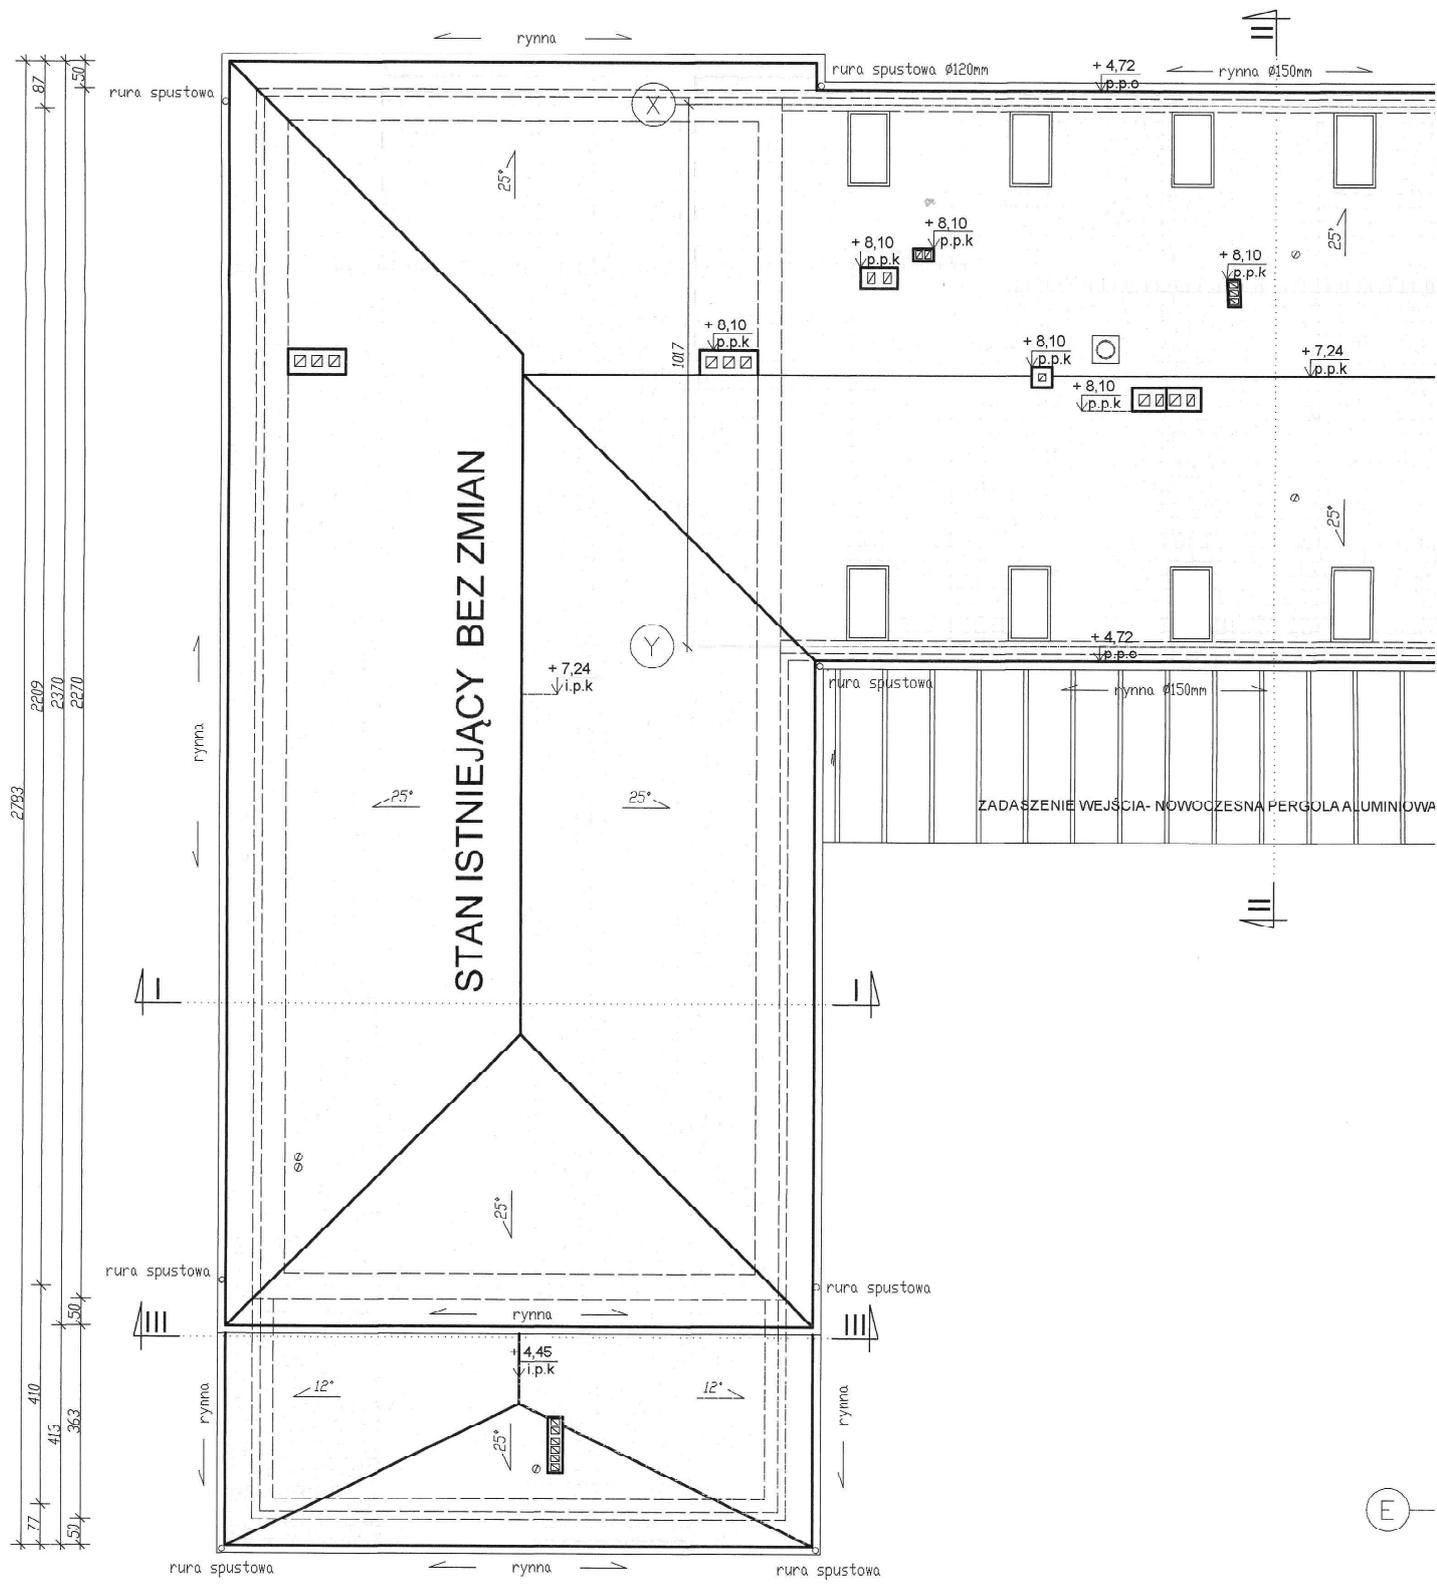 rynna
II
rura spustowa Ø120mm
+ 4,72
p.p.o
rynna Ø150mm
50
87
rura spustowa
X
25°
+ 8,10
p.p.k
+ 8,10
p.p.k
25°
+ 8,10
p.p.k
+ 8,10
p.p.k
1017
+ 8,10
p.p.k
+ 7,24
p.p.k
+ 8,10
p.p.k
STAN ISTNIEJĄCY BEZ ZMIAN
25°
Y
+ 4,72
p.p.o
+ 7,24
i.p.k
rura spustowa
rynna Ø150mm
2793
2209
2370
2270
rynna
25°
25°
ZADASZENIE WEJŚCIA- NOWOCZESNA PERGOLA ALUMINIOWA
II
I
I
25°
rura spustowa
rura spustowa
50
rynna
III
III
+ 4,45
i.p.k
12°
12°
rynna
rynna
410
413
363
25°
77
50
E
rura spustowa
rynna
rura spustowa